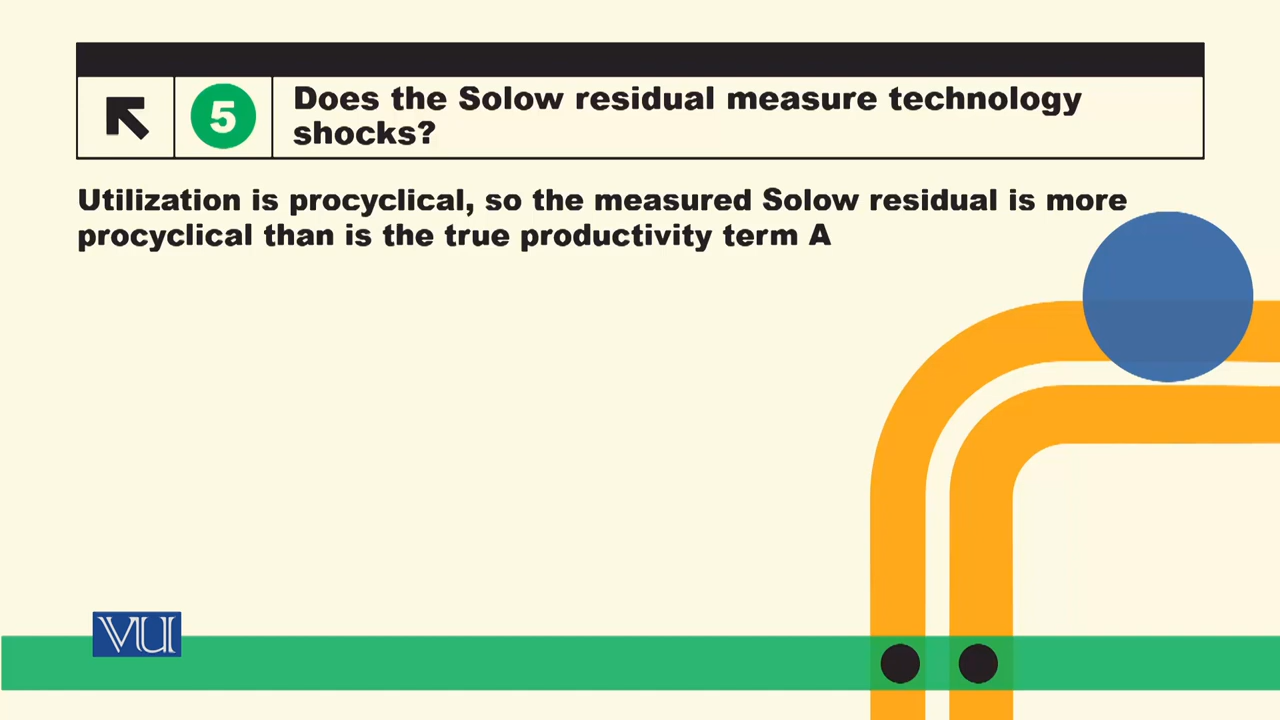 5
Does the Solow residual measure technology
shocks?
Utilization is procyclical, so the measured Solow residual is more
procyclical than is the true productivity term A
VU